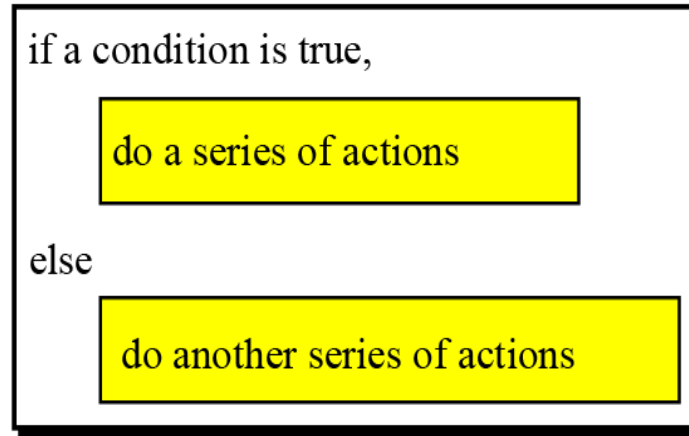 if a condition is true,
do a series of actions
else
do another series of actions